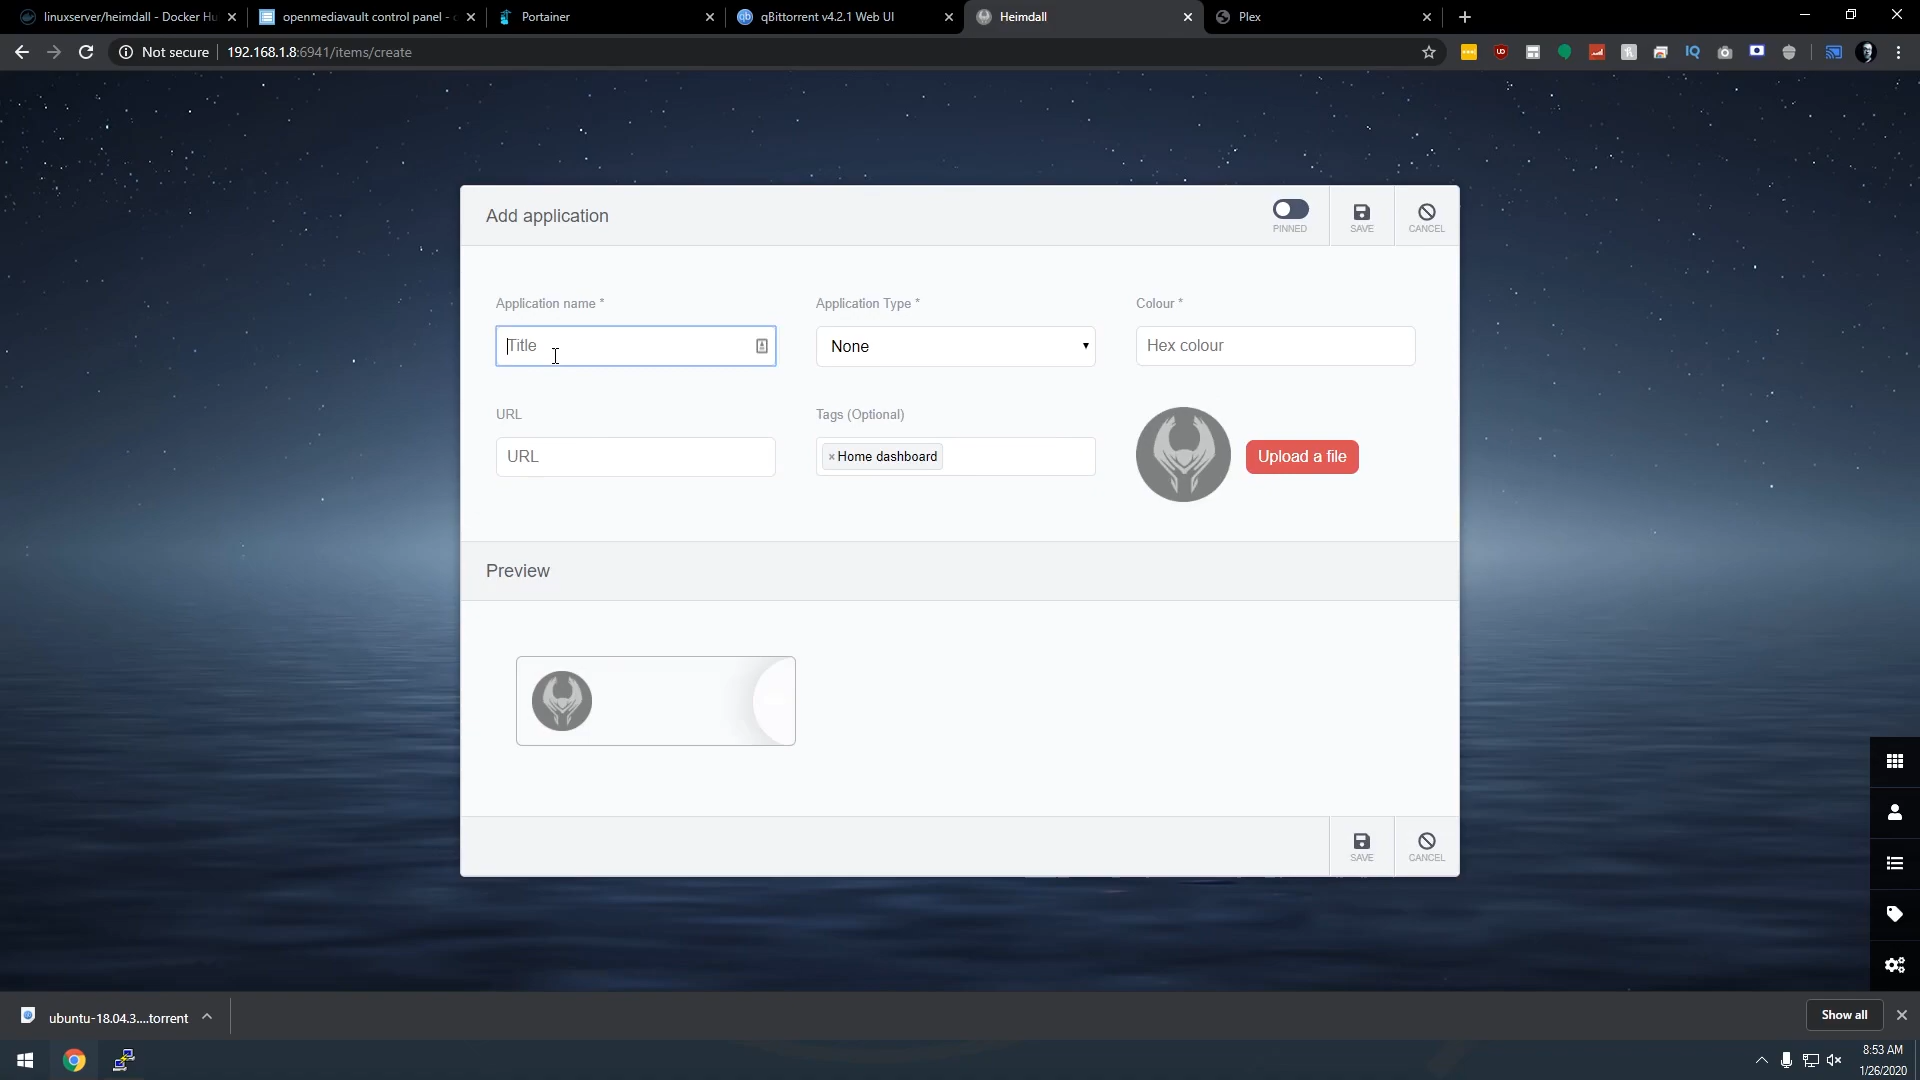 linuxserver/heimdall - Docker Hu
openmediavault control panel - o
Portainer
qBittorrent v4.2.1 Web UI
Heimdall
Plex
Not secure
192.168.1.8:6941/items/create
Add application
PINNED
SAVE
CANCEL
Application name *
Application Type *
Colour *
Title
None
Hex colour
URL
Tags (Optional)
URL
× Home dashboard
Upload a file
Preview
SAVE
CANCEL
ubuntu-18.04.3....torrent
Show all
8:53 AM
1/26/2020